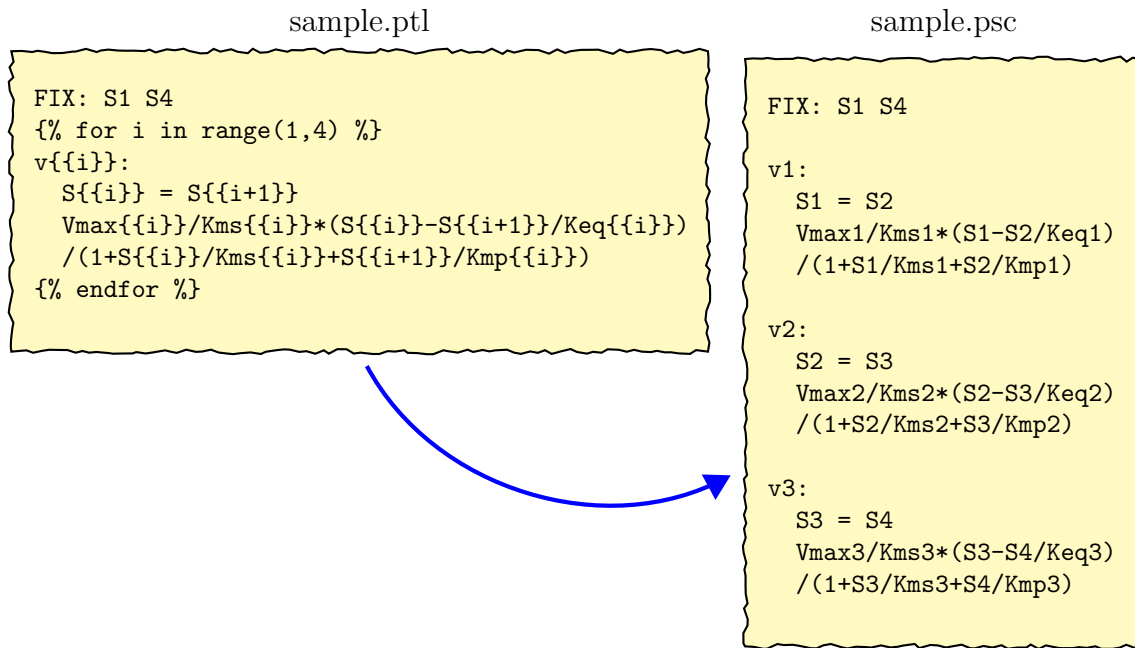 sample.ptl
FIX: S1 S4
{% for i in range(1,4) %}
v{{i}}:
  S{{i}} = S{{i+1}}
  Vmax{{i}}/Kms{{i}}*(S{{i}}-S{{i+1}}/Keq{{i}})
  /(1+S{{i}}/Kms{{i}}+S{{i+1}}/Kmp{{i}})
{% endfor %}
sample.psc
FIX: S1 S4
v1:
  S1 = S2
  Vmax1/Kms1*(S1-S2/Keq1)
  /(1+S1/Kms1+S2/Kmp1)
v2:
  S2 = S3
  Vmax2/Kms2*(S2-S3/Keq2)
  /(1+S2/Kms2+S3/Kmp2)
v3:
  S3 = S4
  Vmax3/Kms3*(S3-S4/Keq3)
  /(1+S3/Kms3+S4/Kmp3)